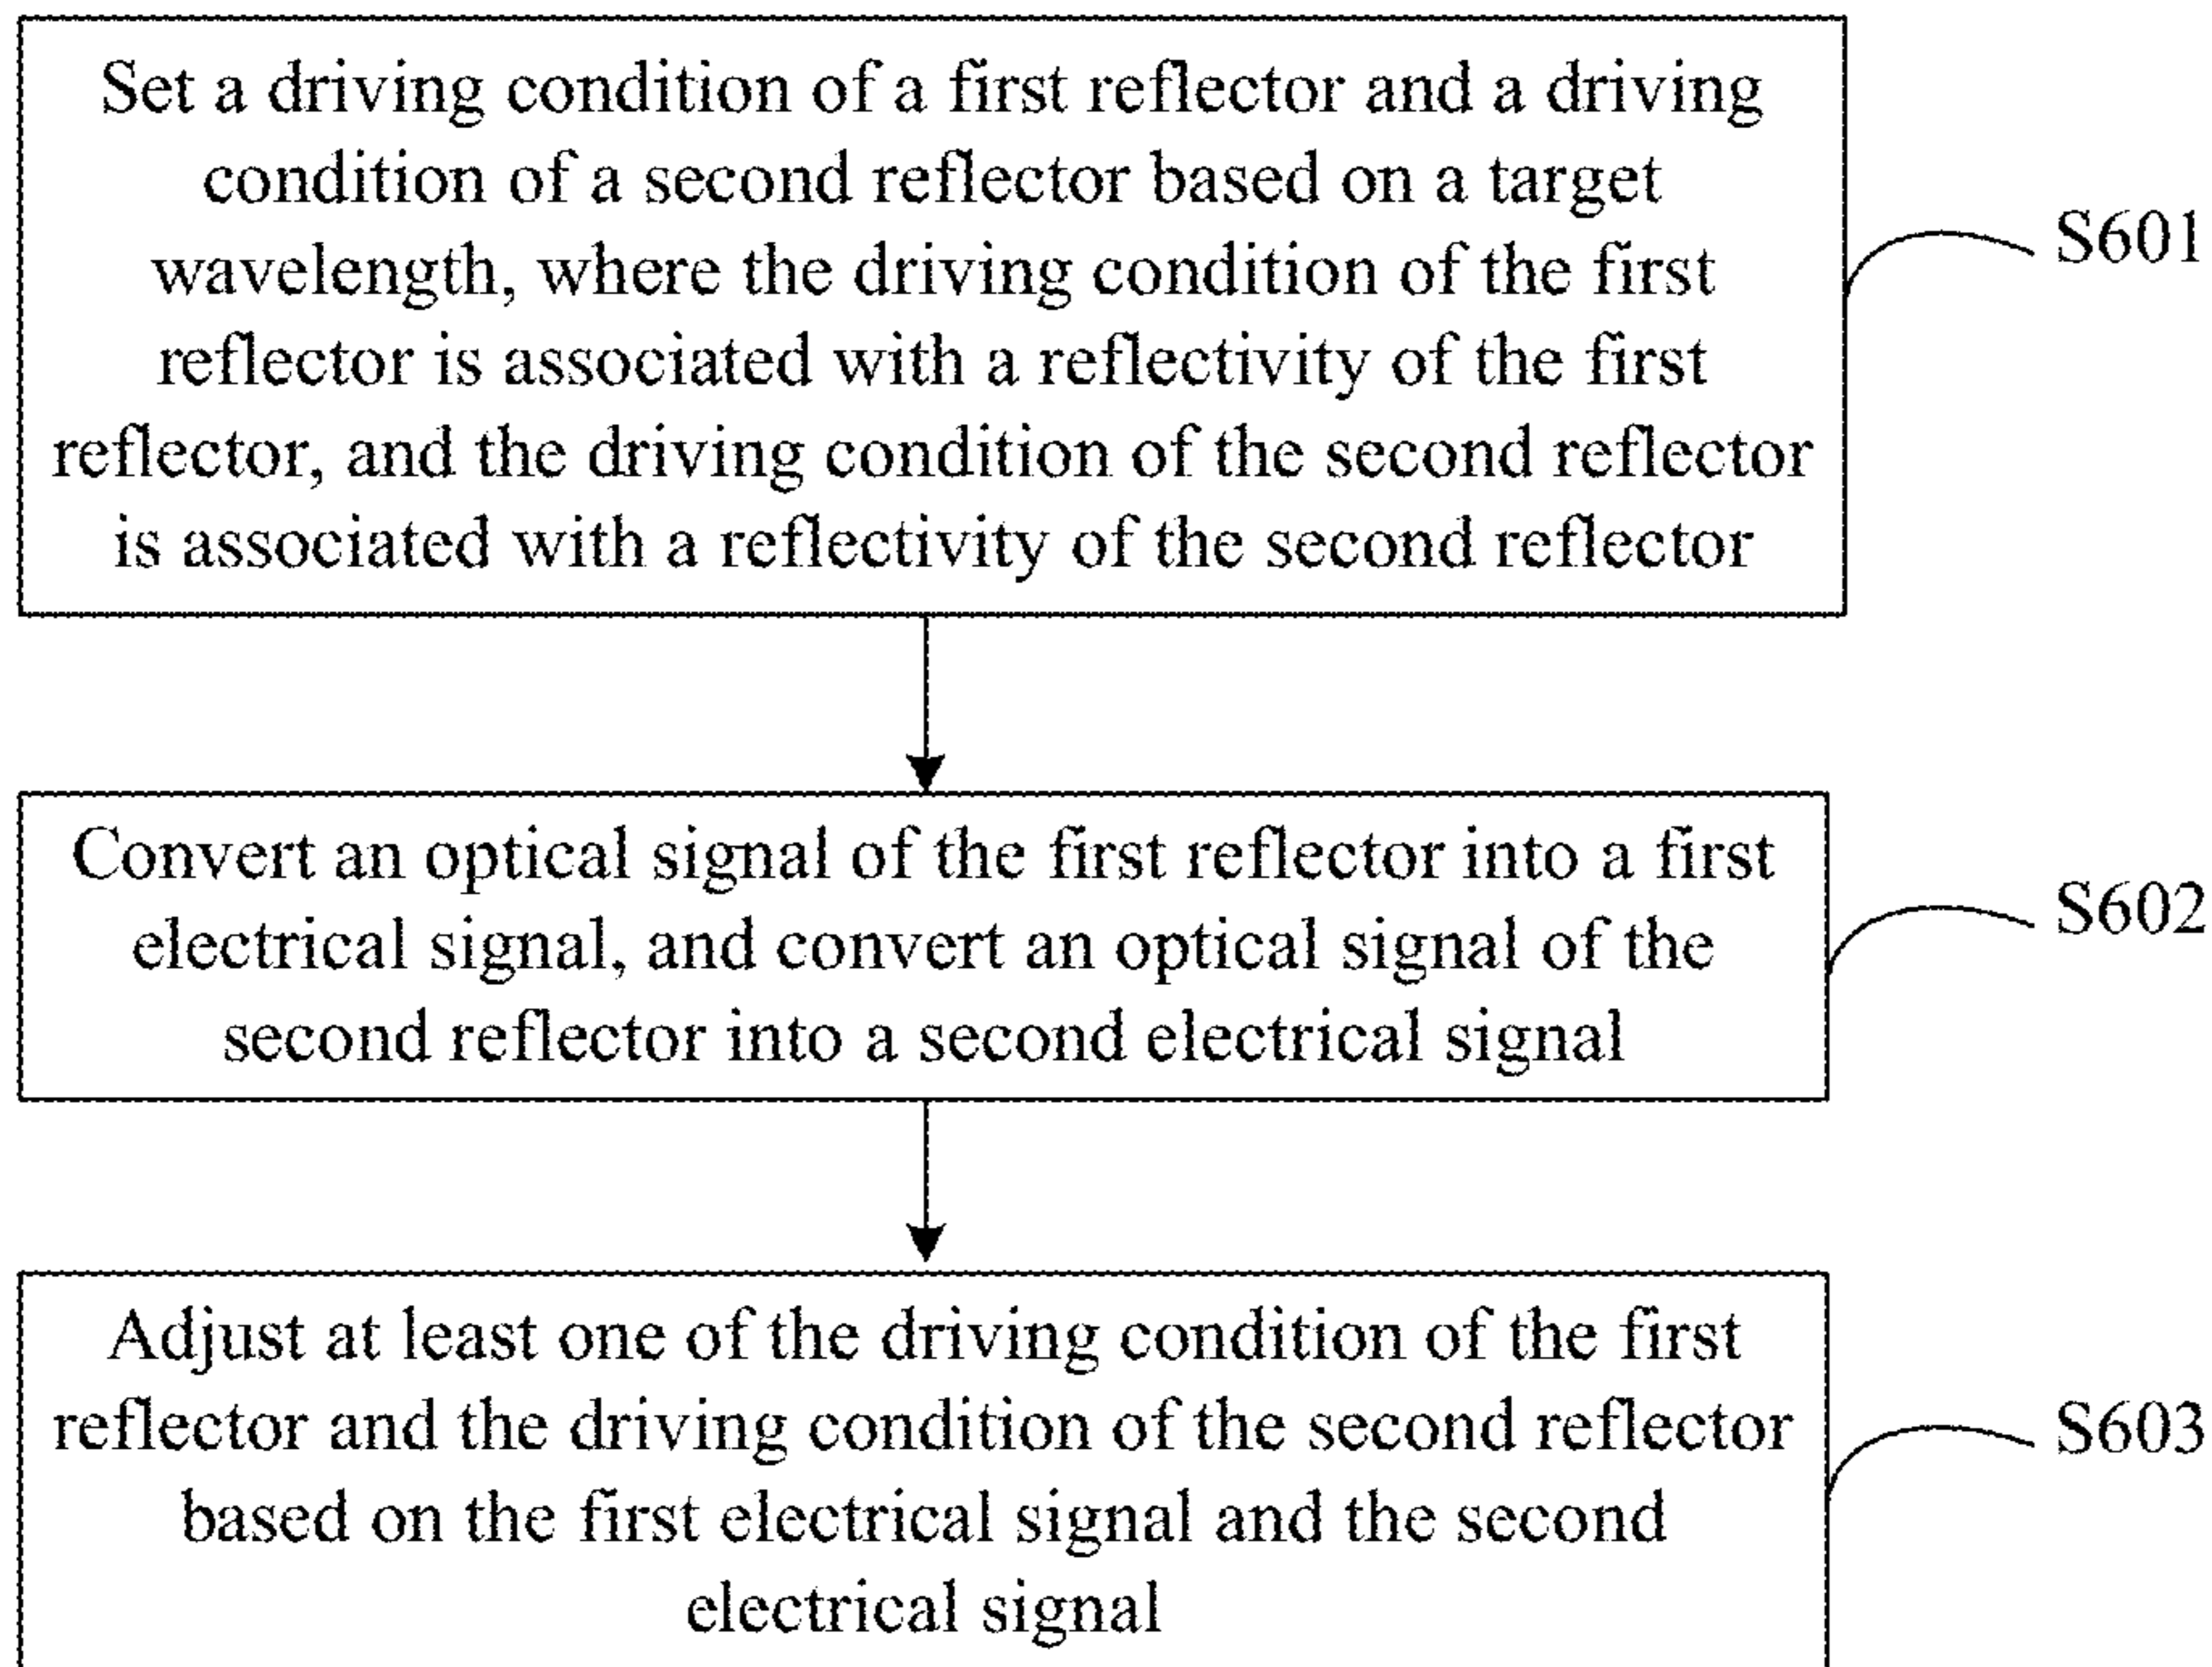 Set a driving condition of a first reflector and a driving
condition of a second reflector based on a target
wavelength, where the driving condition of the first
reflector is associated with a reflectivity of the first
reflector, and the driving condition of the second reflector
is associated with a reflectivity of the second reflector
S601
Convert an optical signal of the first reflector into a first
electrical signal, and convert an optical signal of the
second reflector into a second electrical signal
S602
Adjust at least one of the driving condition of the first
reflector and the driving condition of the second reflector
based on the first electrical signal and the second
electrical signal
S603